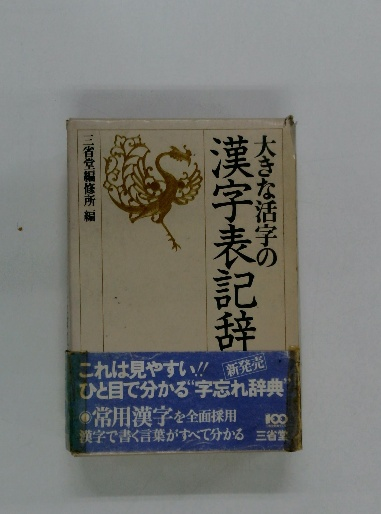 大きな活字の
漢字表記辞
三省堂編修所 編
これは見やすい!!
新発売
ひと目で分かる“字忘れ辞典”
常用漢字を全面採用
漢字で書く言葉がすべて分かる
100
三省堂